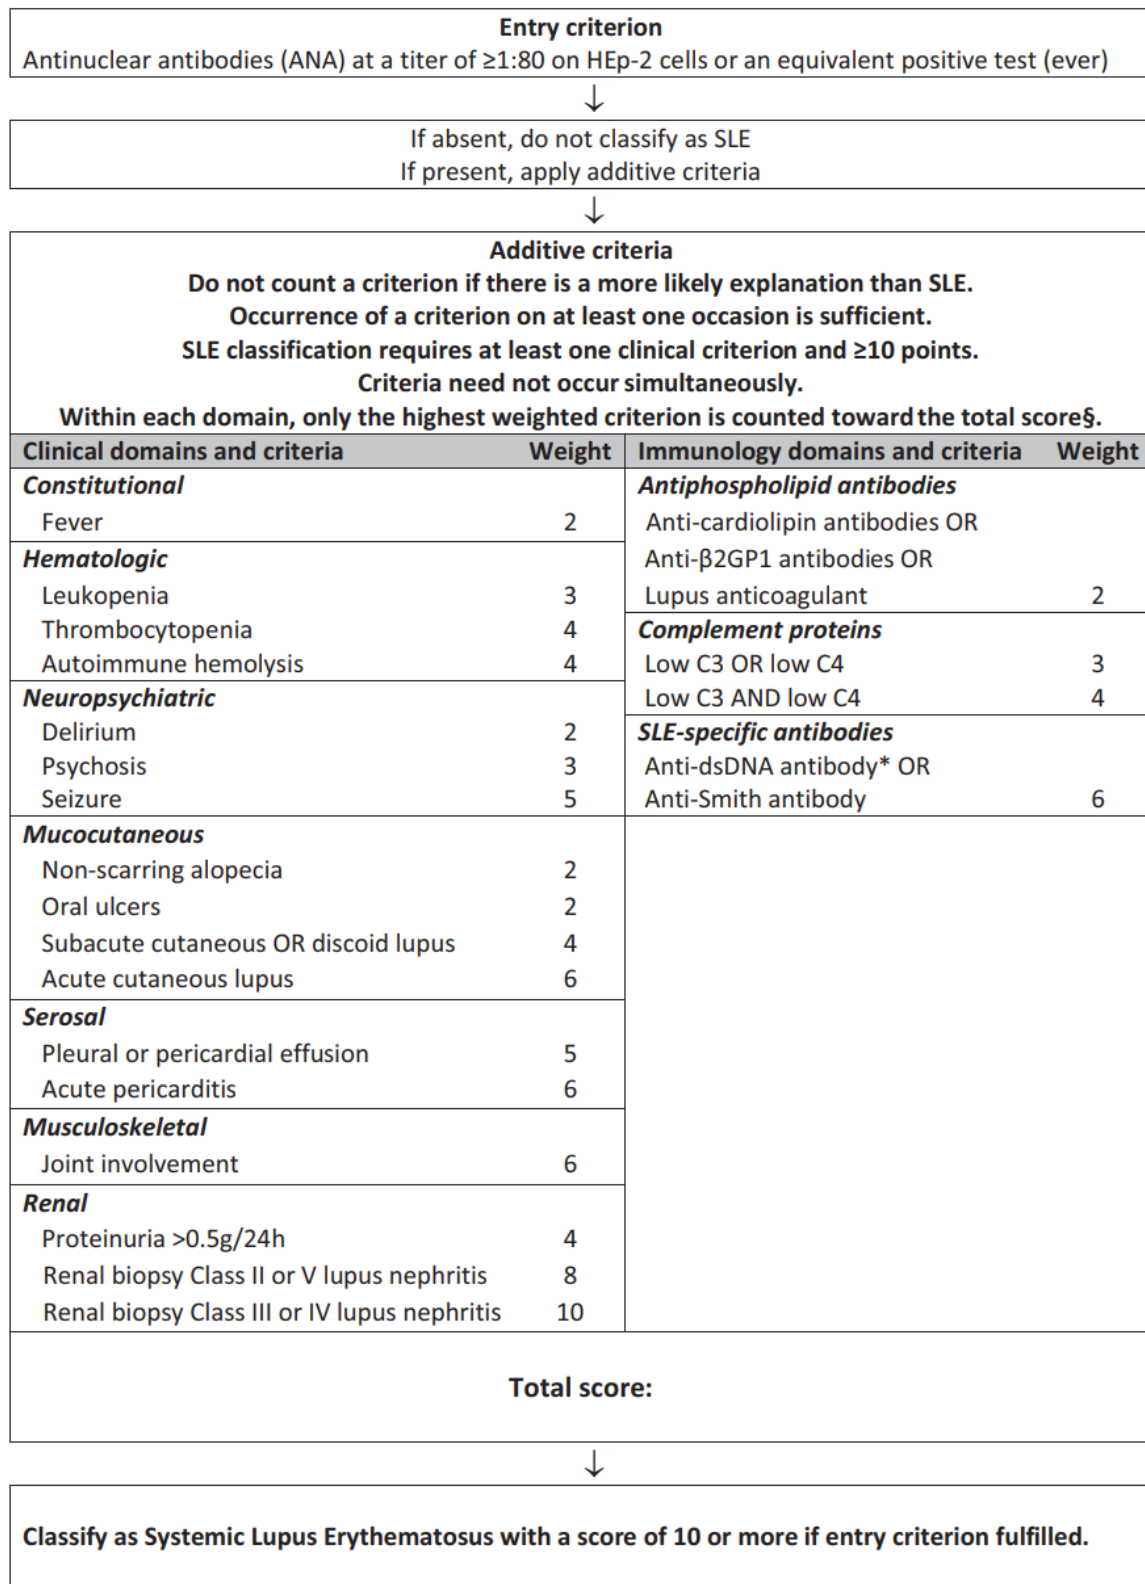 Entry criterion
Antinuclear antibodies (ANA) at a titer of ≥1:80 on HEp-2 cells or an equivalent positive test (ever)
↓
If absent, do not classify as SLE
If present, apply additive criteria
↓
Additive criteria
Do not count a criterion if there is a more likely explanation than SLE.
Occurrence of a criterion on at least one occasion is sufficient.
SLE classification requires at least one clinical criterion and ≥10 points.
Criteria need not occur simultaneously.
Within each domain, only the highest weighted criterion is counted toward the total score§.
Clinical domains and criteria Weight
Constitutional
Fever 2
Hematologic
Leukopenia 3
Thrombocytopenia 4
Autoimmune hemolysis 4
Neuropsychiatric
Delirium 2
Psychosis 3
Seizure 5
Mucocutaneous
Non-scarring alopecia 2
Oral ulcers 2
Subacute cutaneous OR discoid lupus 4
Acute cutaneous lupus 6
Serosal
Pleural or pericardial effusion 5
Acute pericarditis 6
Musculoskeletal
Joint involvement 6
Renal
Proteinuria >0.5g/24h 4
Renal biopsy Class II or V lupus nephritis 8
Renal biopsy Class III or IV lupus nephritis 10
Immunology domains and criteria Weight
Antiphospholipid antibodies
Anti-cardiolipin antibodies OR
Anti-β2GP1 antibodies OR
Lupus anticoagulant 2
Complement proteins
Low C3 OR low C4 3
Low C3 AND low C4 4
SLE-specific antibodies
Anti-dsDNA antibody* OR
Anti-Smith antibody 6
Total score:
↓
Classify as Systemic Lupus Erythematosus with a score of 10 or more if entry criterion fulfilled.